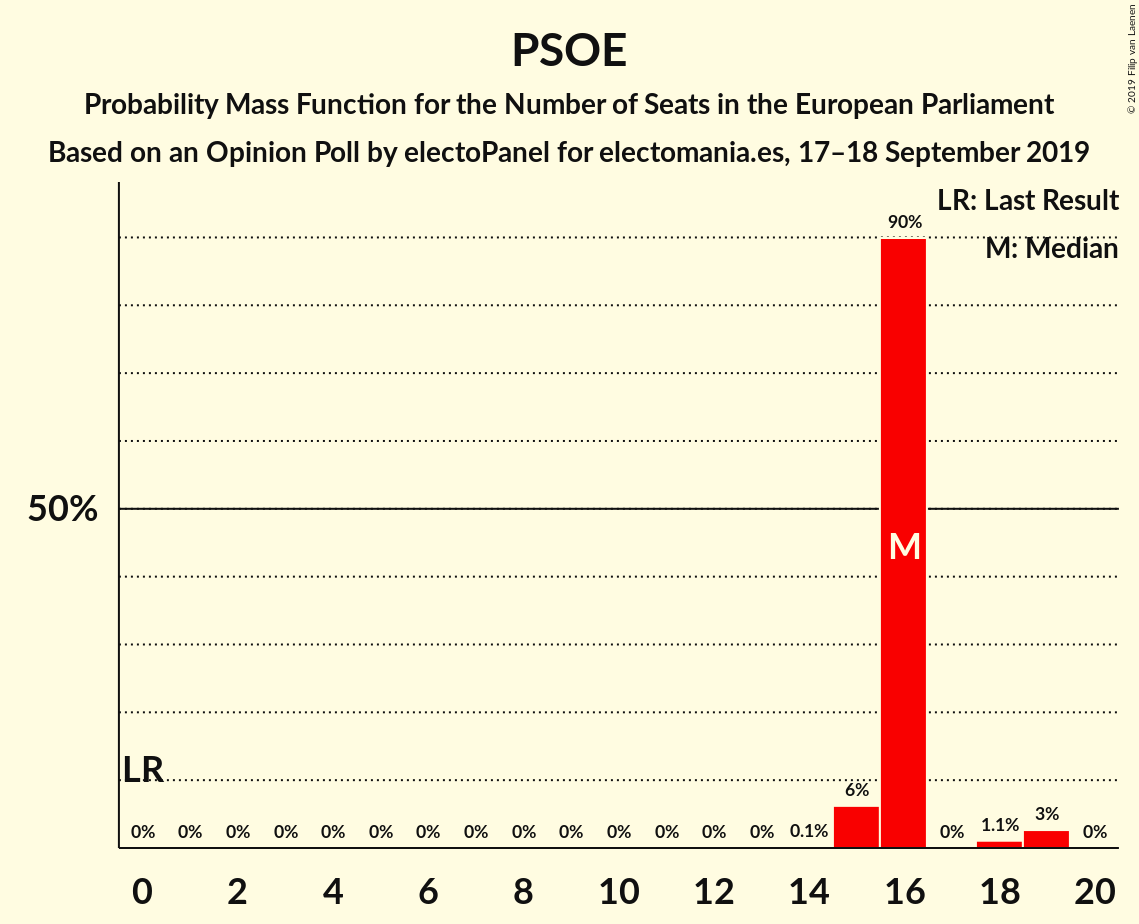 PSOE
Probability Mass Function for the Number of Seats in the European Parliament
Based on an Opinion Poll by electoPanel for electomania.es, 17–18 September 2019
© 2019 Filip van Laenen
LR: Last Result
M: Median
90%
50%
M
LR
0% 0% 0% 0% 0% 0% 0% 0% 0% 0% 0% 0% 0% 0% 0.1% 6% 0% 1.1% 3% 0%
0 2 4 6 8 10 12 14 16 18 20